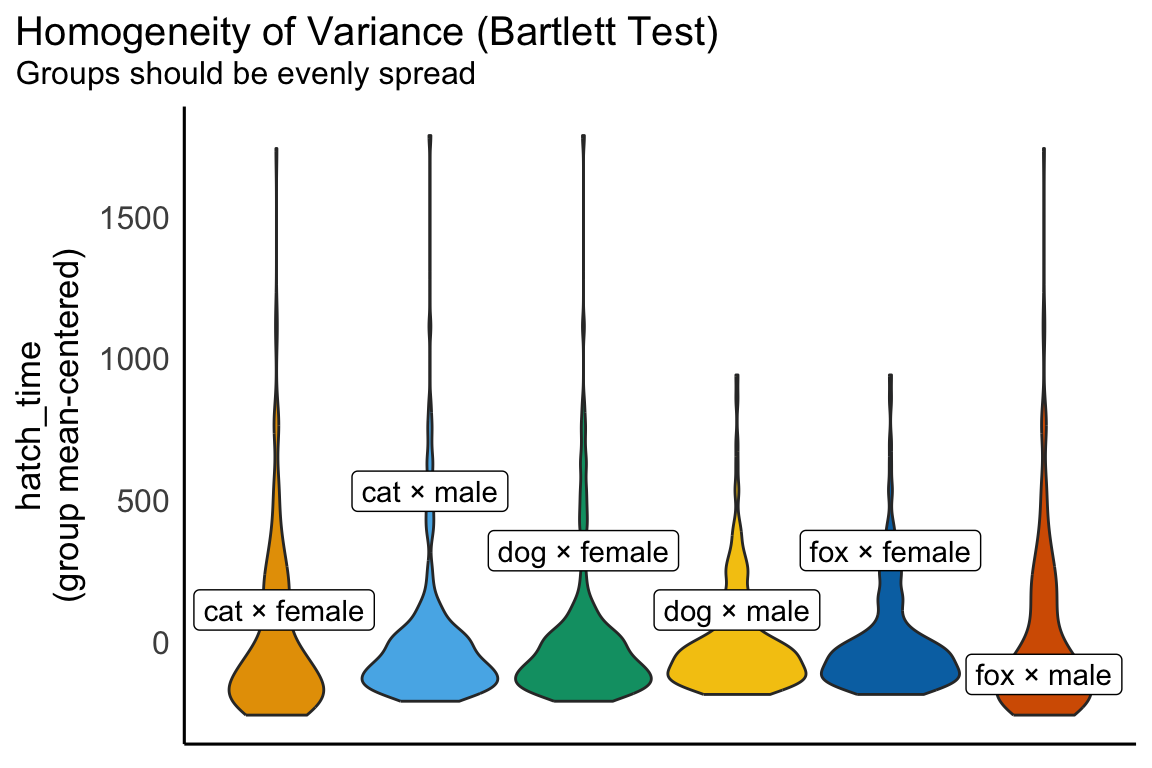 Homogeneity of Variance (Bartlett Test)
Groups should be evenly spread
hatch_time
(group mean-centered)
1500
1000
500
0
cat × female
cat × male
dog × female
dog × male
fox × female
fox × male